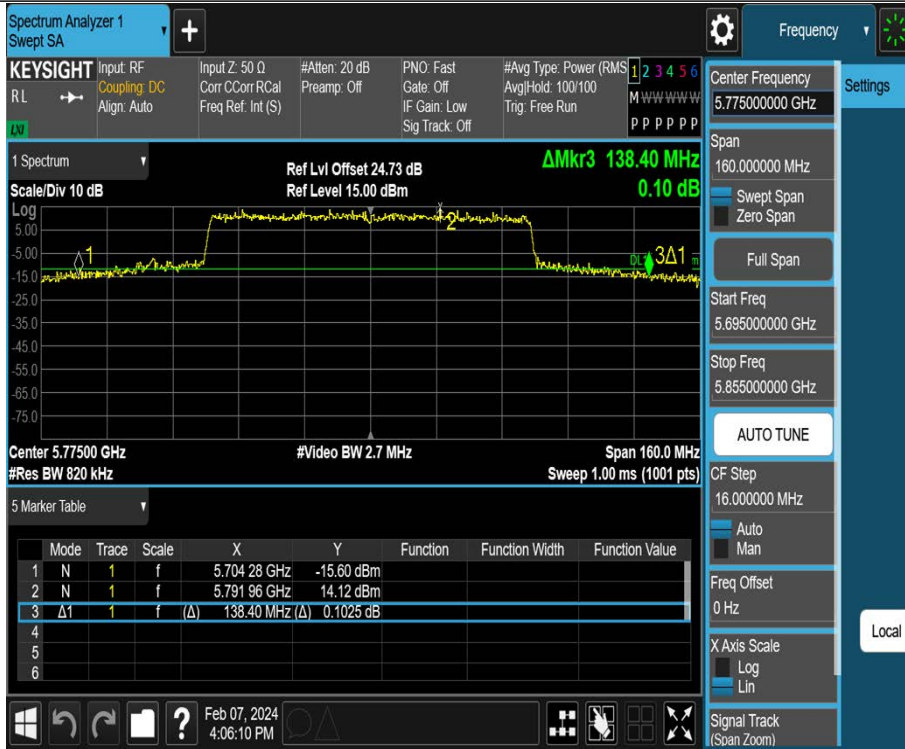 Spectrum Analyzer 1
Swept SA
+
Frequency
KEYSIGHT
RL
LXI
Input: RF
Coupling: DC
Align: Auto
Input Z: 50 Ω
Corr CCorr RCal
Freq Ref: Int (S)
#Atten: 20 dB
Preamp: Off
PNO: Fast
Gate: Off
IF Gain: Low
Sig Track: Off
#Avg Type: Power (RMS
Avg|Hold: 100/100
Trig: Free Run
1 2 3 4 5 6
M W W W W W
P P P P P P
1 Spectrum
Scale/Div 10 dB
Ref Lvl Offset 24.73 dB
Ref Level 15.00 dBm
ΔMkr3 138.40 MHz
0.10 dB
Log
5.00
-5.00
-15.0
-25.0
-35.0
-45.0
-55.0
-65.0
-75.0
1
2
3Δ1
Center 5.77500 GHz
#Video BW 2.7 MHz
Span 160.0 MHz
#Res BW 820 kHz
Sweep 1.00 ms (1001 pts)
5 Marker Table
Mode Trace Scale X Y Function Function Width Function Value
1 N 1 f 5.704 28 GHz -15.60 dBm
2 N 1 f 5.791 96 GHz 14.12 dBm
3 Δ1 1 f (Δ) 138.40 MHz (Δ) 0.1025 dB
4
5
6
?
Feb 07, 2024
4:06:10 PM
Center Frequency
5.775000000 GHz
Span
160.000000 MHz
Swept Span
Zero Span
Full Span
Start Freq
5.695000000 GHz
Stop Freq
5.855000000 GHz
AUTO TUNE
CF Step
16.000000 MHz
Auto
Man
Freq Offset
0 Hz
X Axis Scale
Log
Lin
Signal Track
(Span Zoom)
Settings
Local